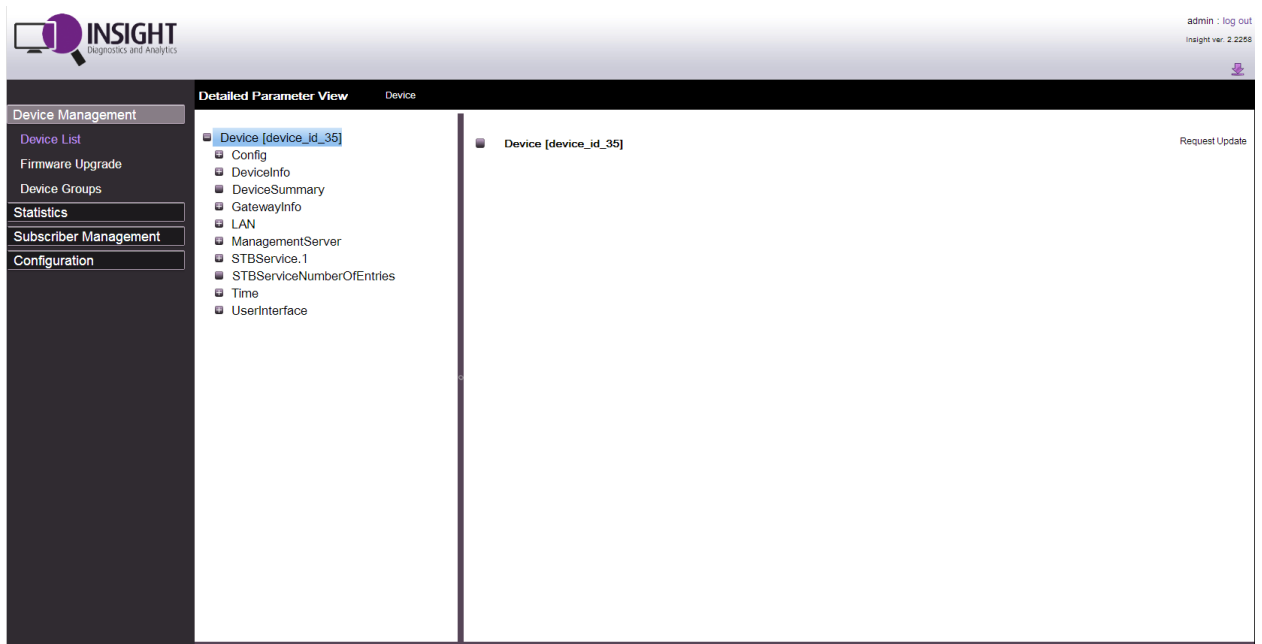 INSIGHT
Diagnostics and Analytics
admin : log out
Insight ver. 2.2268
Detailed Parameter View Device
Device Management
Device List
Firmware Upgrade
Device Groups
Statistics
Subscriber Management
Configuration
Device [device_id_35]
Config
DeviceInfo
DeviceSummary
GatewayInfo
LAN
ManagementServer
STBService.1
STBServiceNumberOfEntries
Time
UserInterface
Device [device_id_35] Request Update